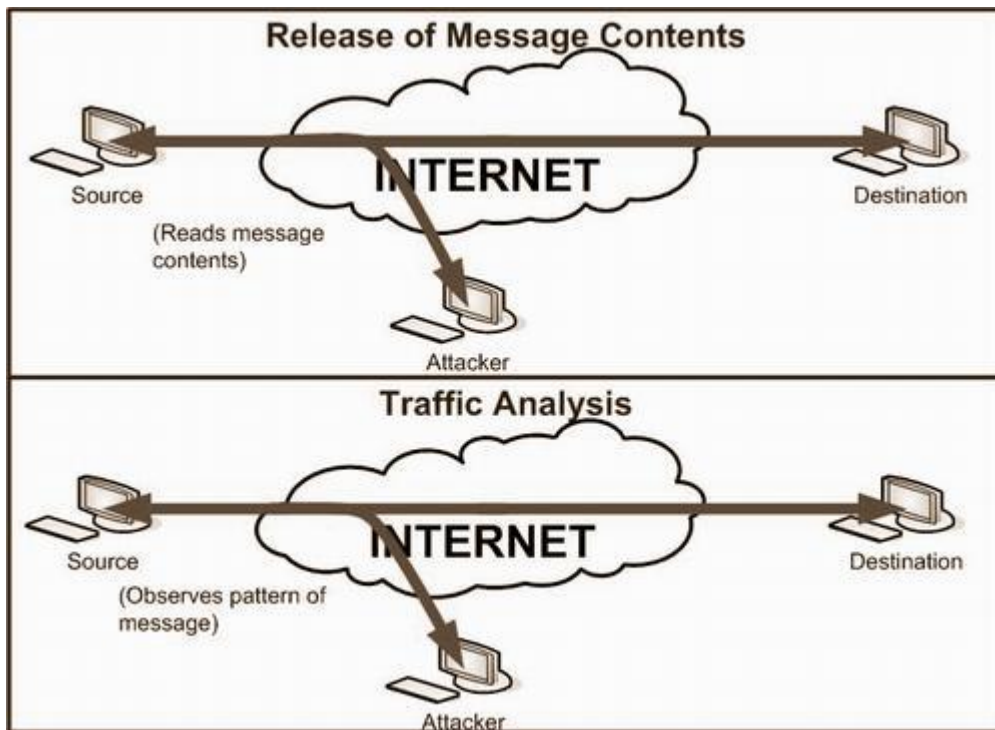 Release of Message Contents
INTERNET
Source
Destination
(Reads message
contents)
Attacker
Traffic Analysis
INTERNET
Source
Destination
(Observes pattern of
message)
Attacker